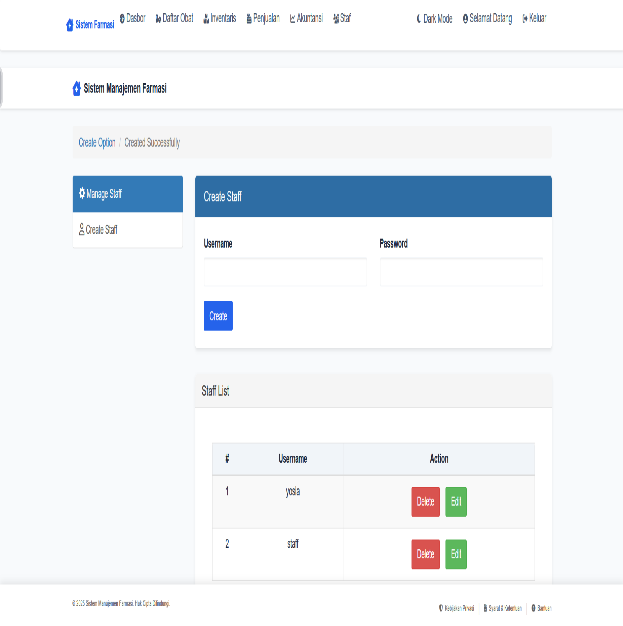 Sistem Farmasi Dasbor Daftar Obat Inventaris Penjualan Akuntansi Staf Dark Mode Selamat Datang Keluar
Sistem Manajemen Farmasi
Create Option / Created Successfully
Manage Staff
Create Staff
Create Staff
Username Password
Create
Staff List
# Username Action
1 yosia Delete Edit
2 staff Delete Edit
Sistem Manajemen Farmasi. Hak Cipta Dilindungi.
Kebijakan Privasi | Syarat & Ketentuan | Bantuan